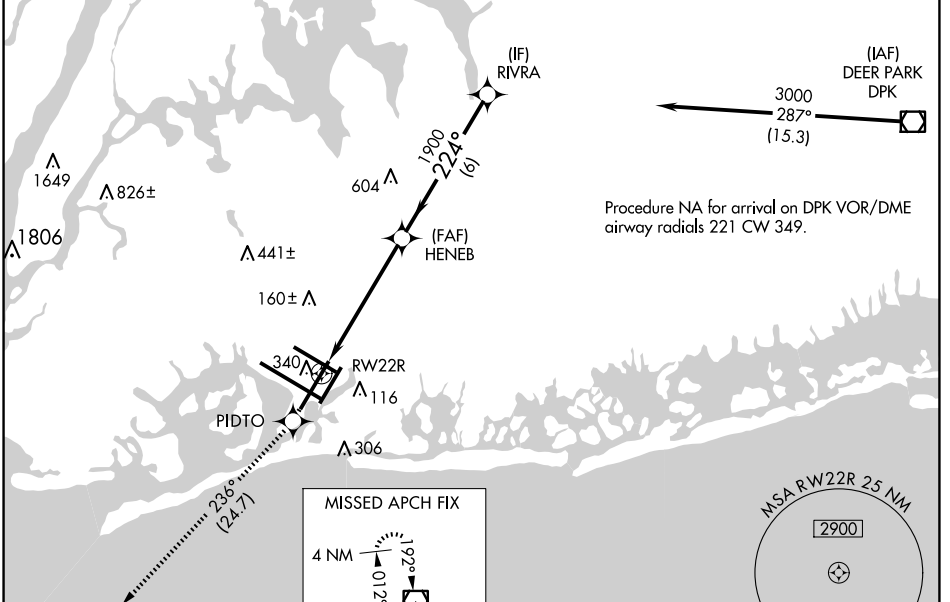 (IF)
RIVRA
(IAF)
DEER PARK
DPK
3000
287°
(15.3)
1900
224°
(6)
1649
826±
604
Procedure NA for arrival on DPK VOR/DME
airway radials 221 CW 349.
1806
441±
(FAF)
HENEB
160±
340
RW22R
116
PIDTO
306
236°
(24.7)
MISSED APCH FIX
4 NM
192°
012°
MSA RW22R 25 NM
2900